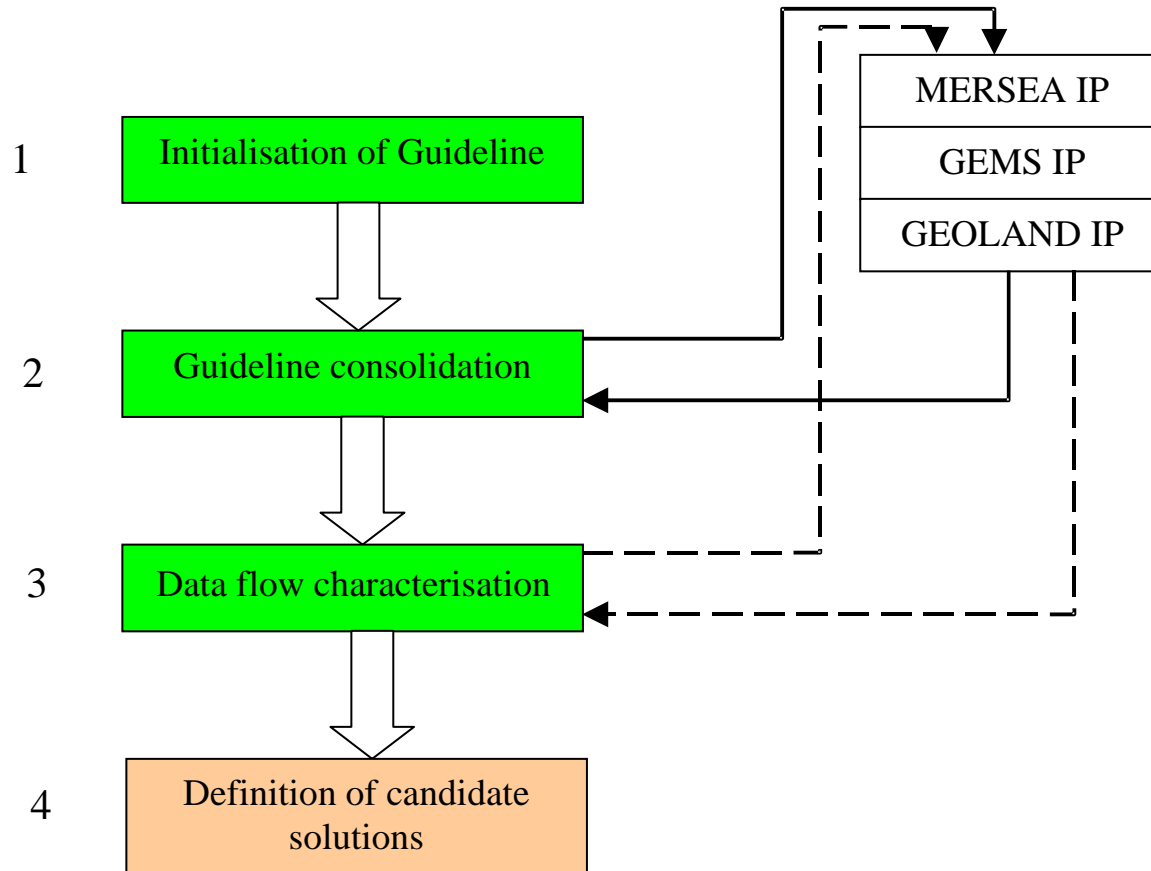 MERSEA IP
GEMS IP
GEOLAND IP
1
Initialisation of Guideline
2
Guideline consolidation
3
Data flow characterisation
4
Definition of candidate
solutions